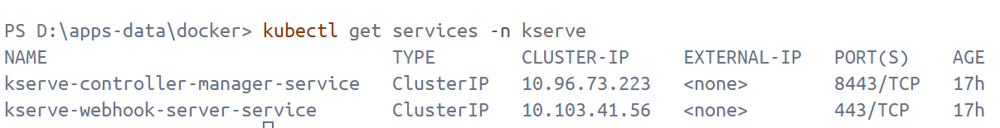 PS D:\apps-data\docker> kubectl get services -n kserve
NAME TYPE CLUSTER-IP EXTERNAL-IP PORT(S) AGE
kserve-controller-manager-service ClusterIP 10.96.73.223 <none> 8443/TCP 17h
kserve-webhook-server-service ClusterIP 10.103.41.56 <none> 443/TCP 17h